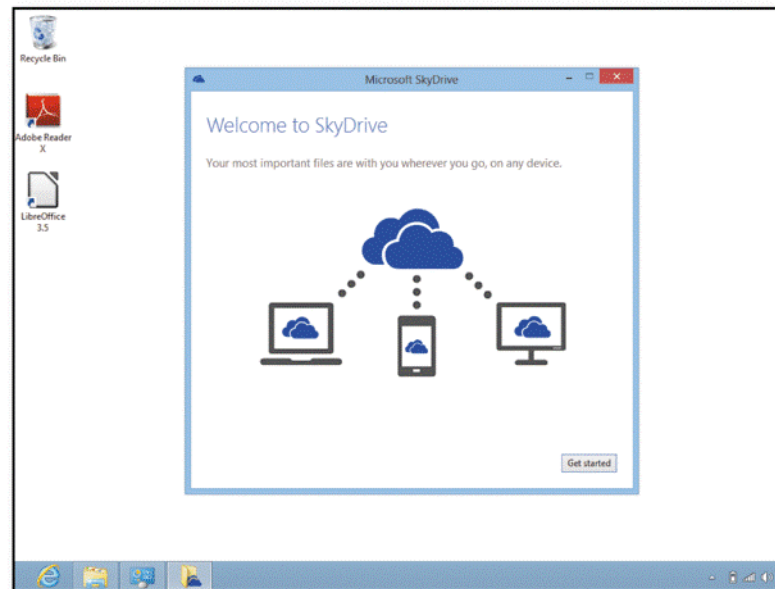 Recycle Bin
Adobe Reader
X
LibreOffice
3.5
Microsoft SkyDrive
Welcome to SkyDrive
Your most important files are with you wherever you go, on any device.
Get started